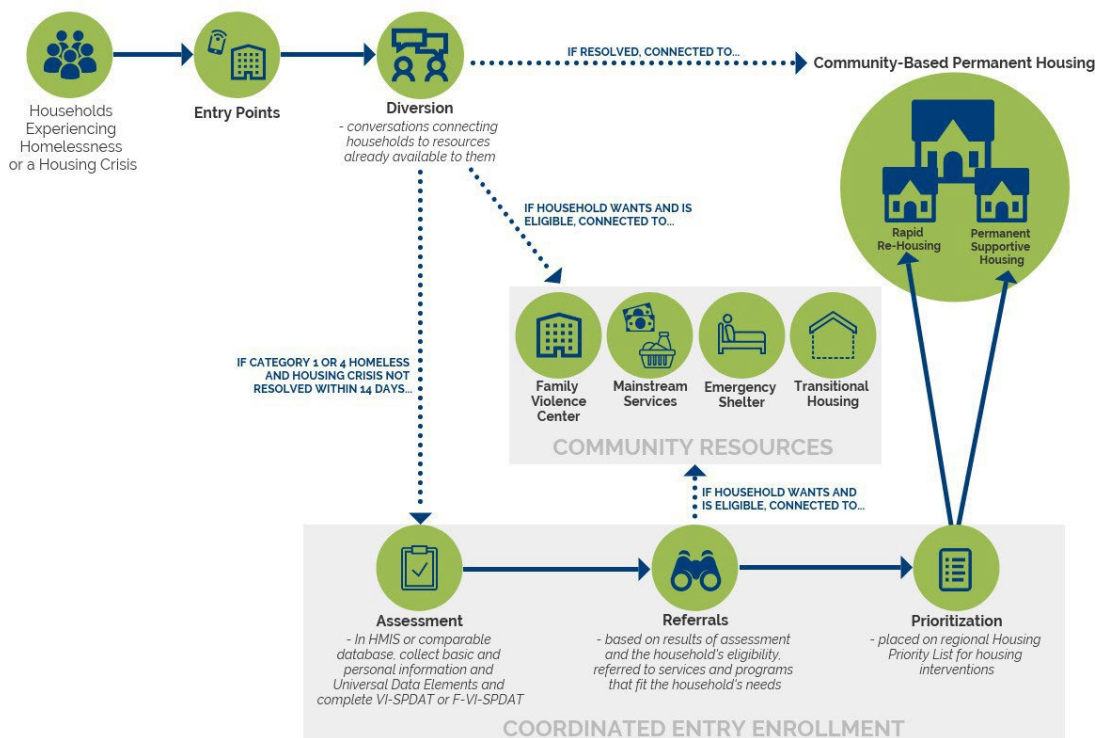 Households
Experiencing
Homelessness
or a Housing Crisis
Entry Points
Diversion
- conversations connecting
households to resources
already available to them
IF RESOLVED, CONNECTED TO...
Community-Based Permanent Housing
Rapid
Re-Housing
Permanent
Supportive
Housing
IF HOUSEHOLD WANTS AND IS
ELIGIBLE, CONNECTED TO...
IF CATEGORY 1 OR 4 HOMELESS
AND HOUSING CRISIS NOT
RESOLVED WITHIN 14 DAYS...
Family
Violence
Center
Mainstream
Services
Emergency
Shelter
Transitional
Housing
COMMUNITY RESOURCES
IF HOUSEHOLD WANTS AND
IS ELIGIBLE, CONNECTED TO...
Assessment
- In HMIS or comparable
database, collect basic and
personal information and
Universal Data Elements and
complete VI-SPDAT or F-VI-SPDAT
Referrals
- based on results of assessment
and the household's eligibility,
referred to services and programs
that fit the household's needs
Prioritization
- placed on regional Housing
Priority List for housing
interventions
COORDINATED ENTRY ENROLLMENT